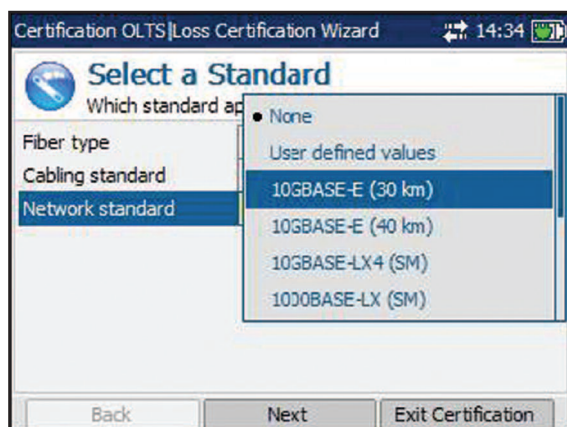 Certification OLTS|Loss Certification Wizard 14:34
Select a Standard
Which standard ap
None
Fiber type
User defined values
Cabling standard
10GBASE-E (30 km)
Network standard
10GBASE-E (40 km)
10GBASE-LX4 (SM)
1000BASE-LX (SM)
Back Next Exit Certification